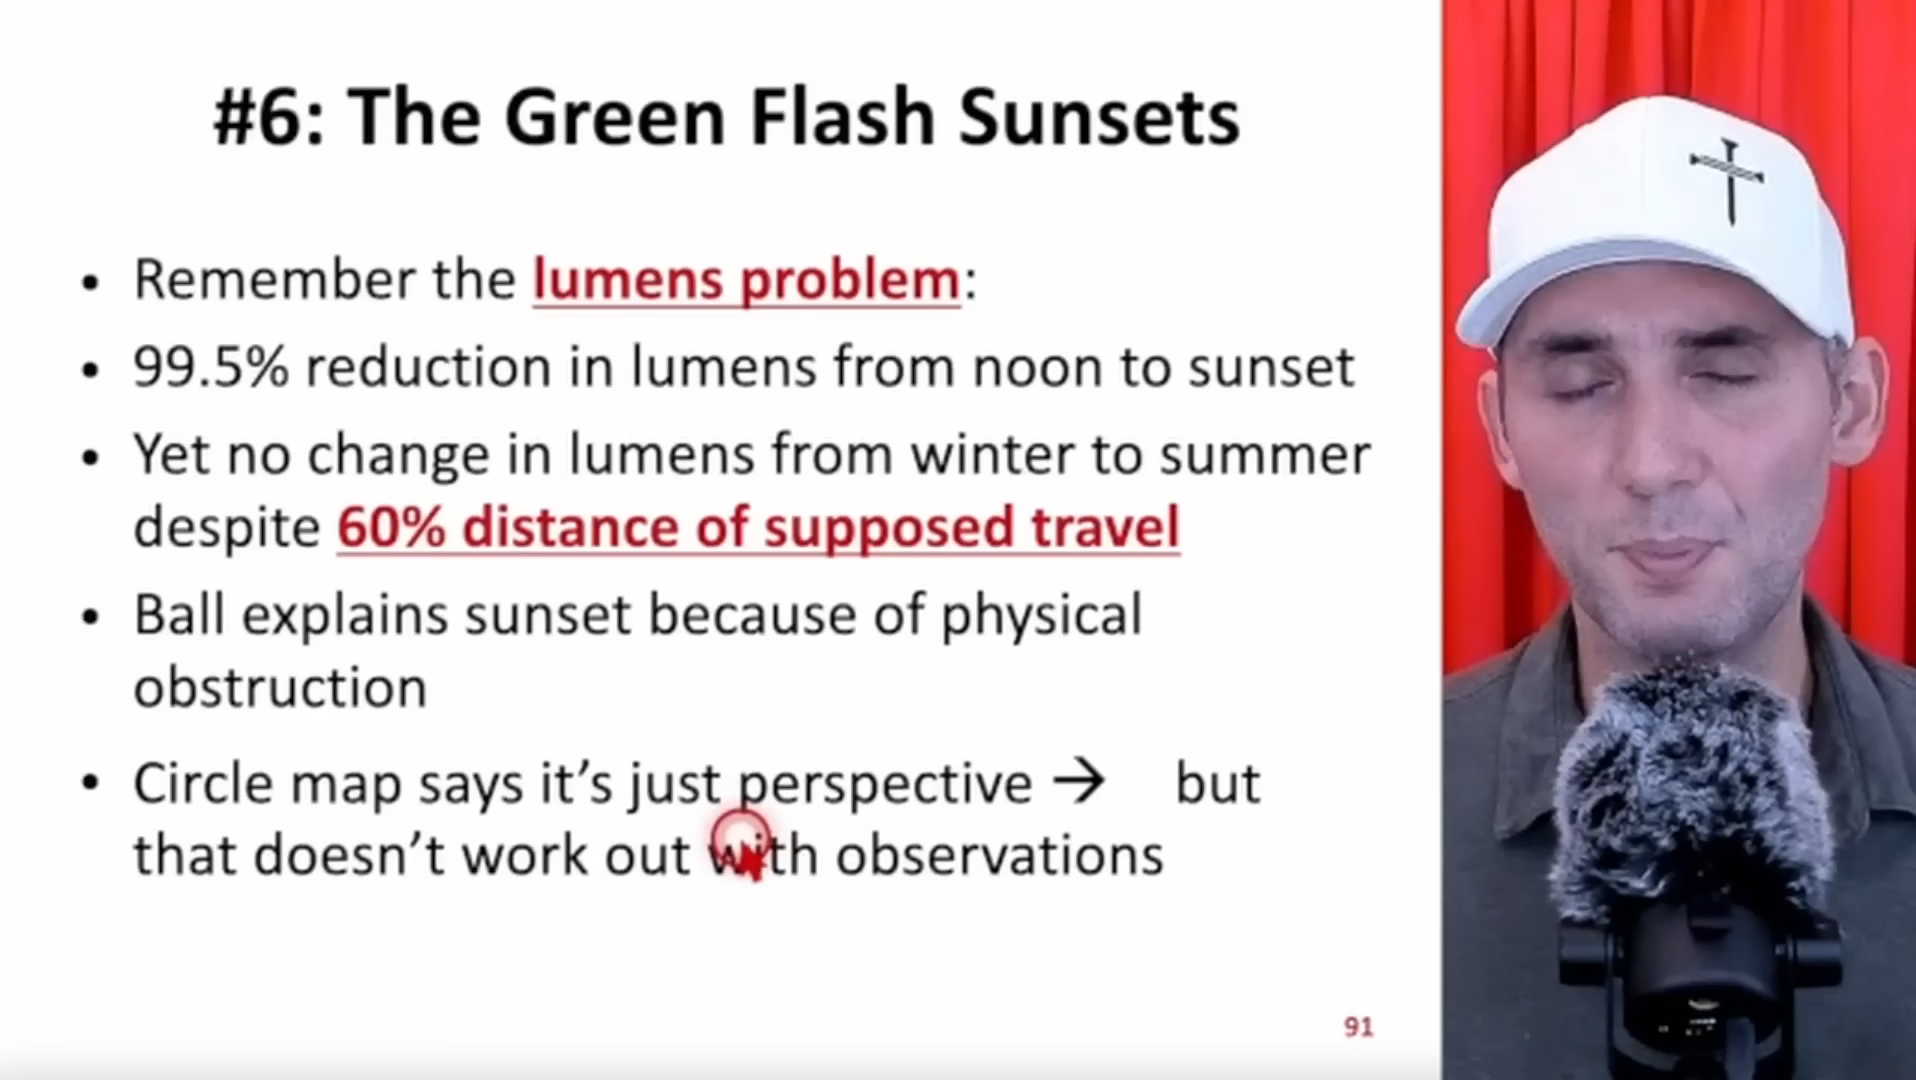 #6: The Green Flash Sunsets
• Remember the lumens problem:
• 99.5% reduction in lumens from noon to sunset
• Yet no change in lumens from winter to summer
despite 60% distance of supposed travel
• Ball explains sunset because of physical
obstruction
• Circle map says it’s just perspective → but
that doesn’t work out with observations
91